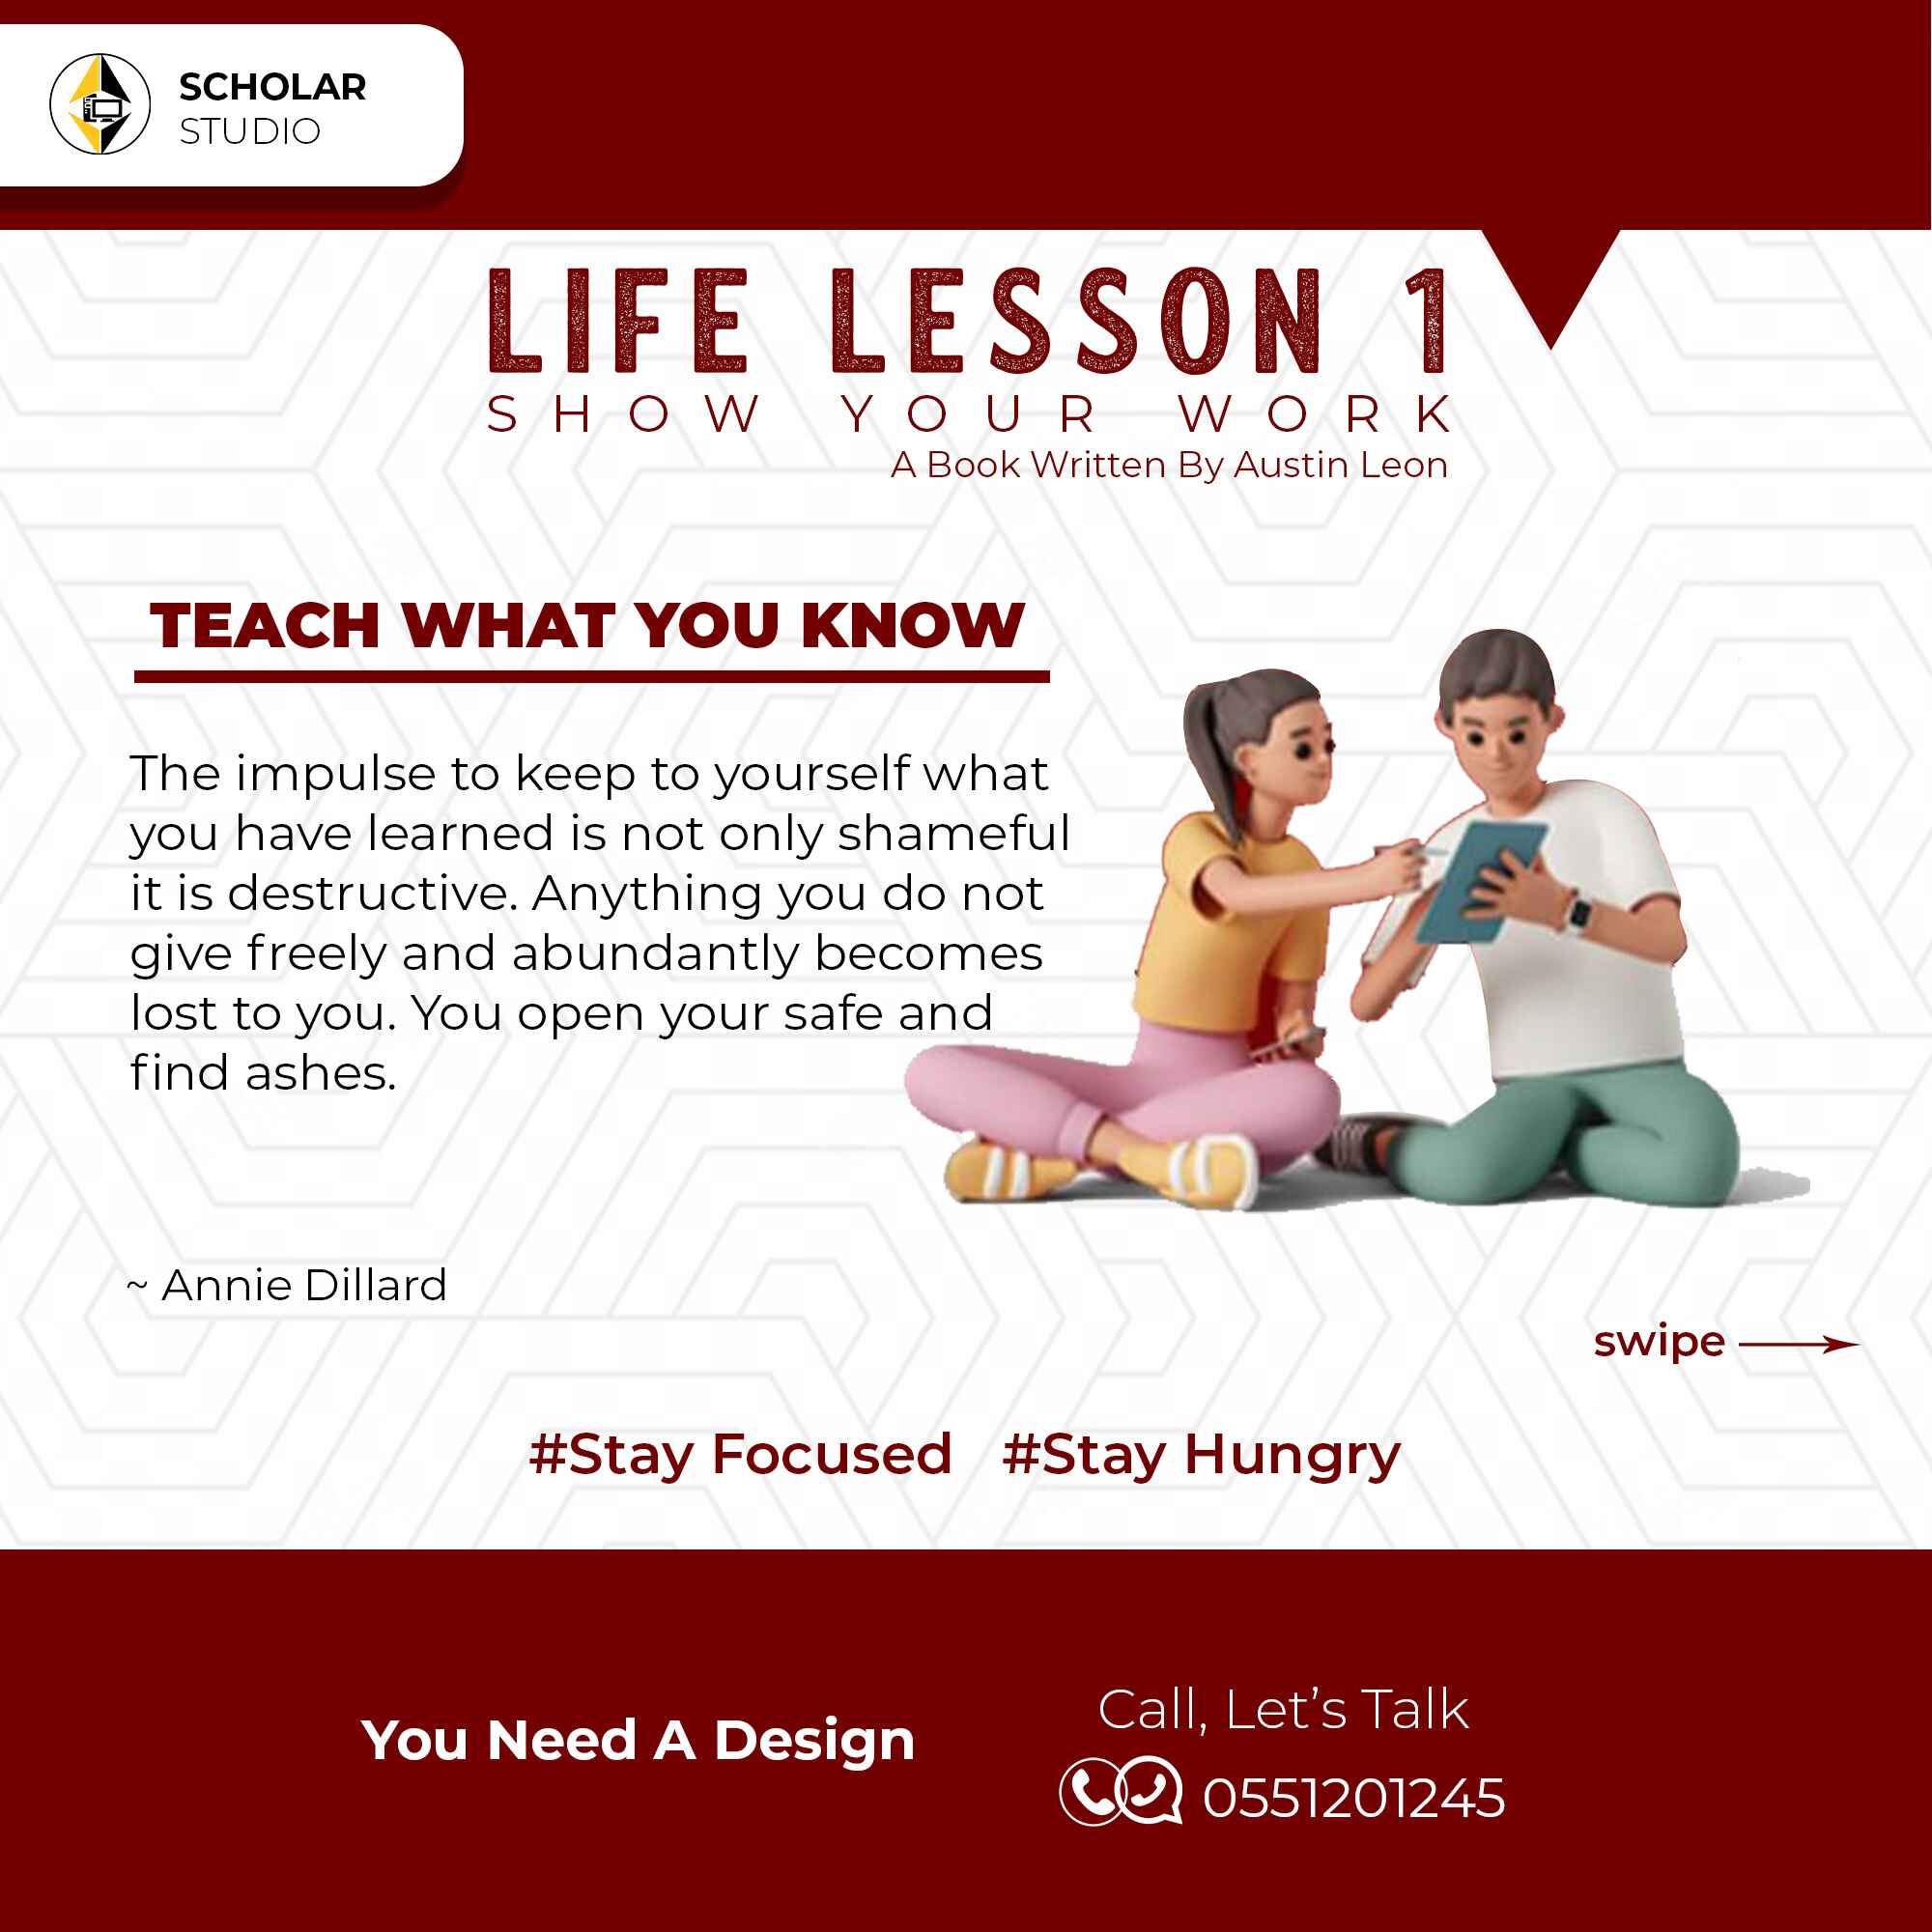 SCHOLAR
STUDIO
LIFE LESSON 1
SHOW YOUR WORK
A Book Written By Austin Leon
TEACH WHAT YOU KNOW
The impulse to keep to yourself what
you have learned is not only shameful
it is destructive. Anything you do not
give freely and abundantly becomes
lost to you. You open your safe and
find ashes.
~ Annie Dillard
swipe
#Stay Focused #Stay Hungry
You Need A Design
Call, Let’s Talk
0551201245